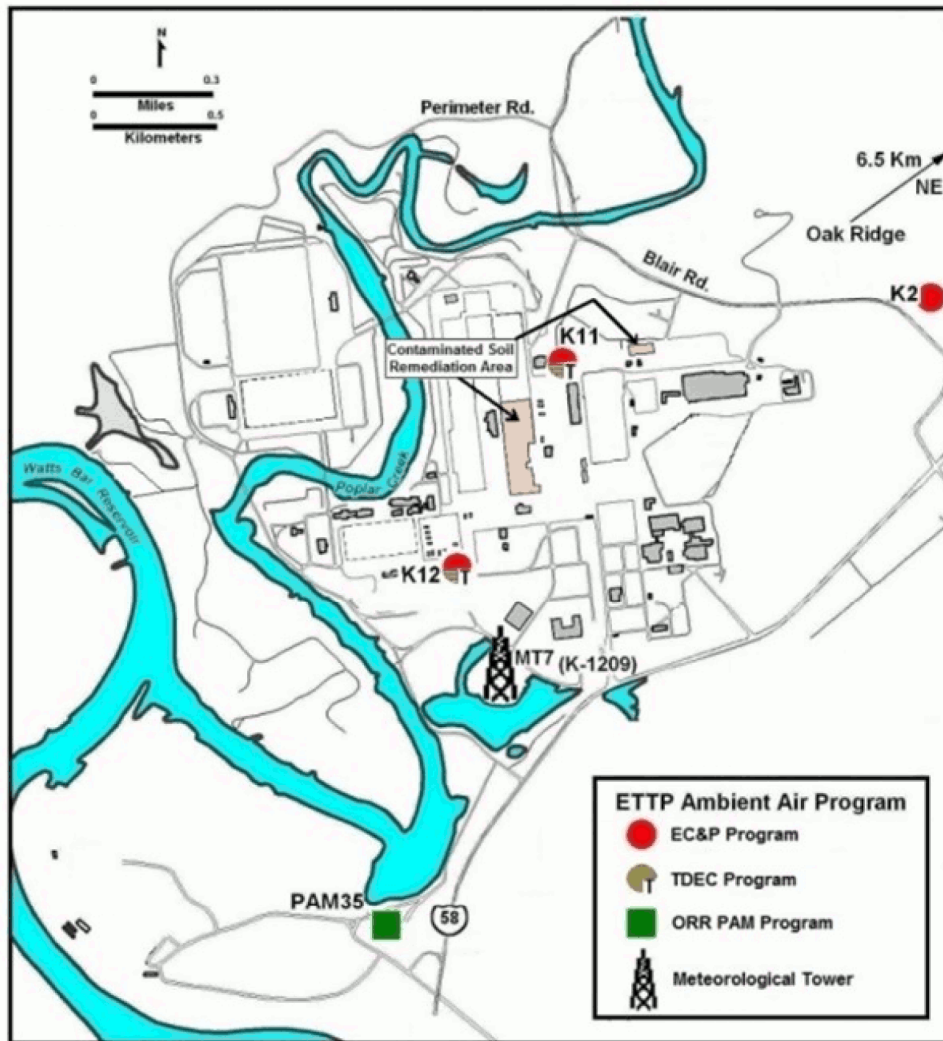 N
0 0.3
Miles
0 0.5
Kilometers
Perimeter Rd.
6.5 Km
NE
Oak Ridge
Blair Rd.
K2
K11
T
Contaminated Soil
Remediation Area
Watts Bar Reservoir
Poplar Creek
K12
T
MT7 (K-1209)
PAM35
58
ETTP Ambient Air Program
EC&P Program
T
TDEC Program
ORR PAM Program
Meteorological Tower